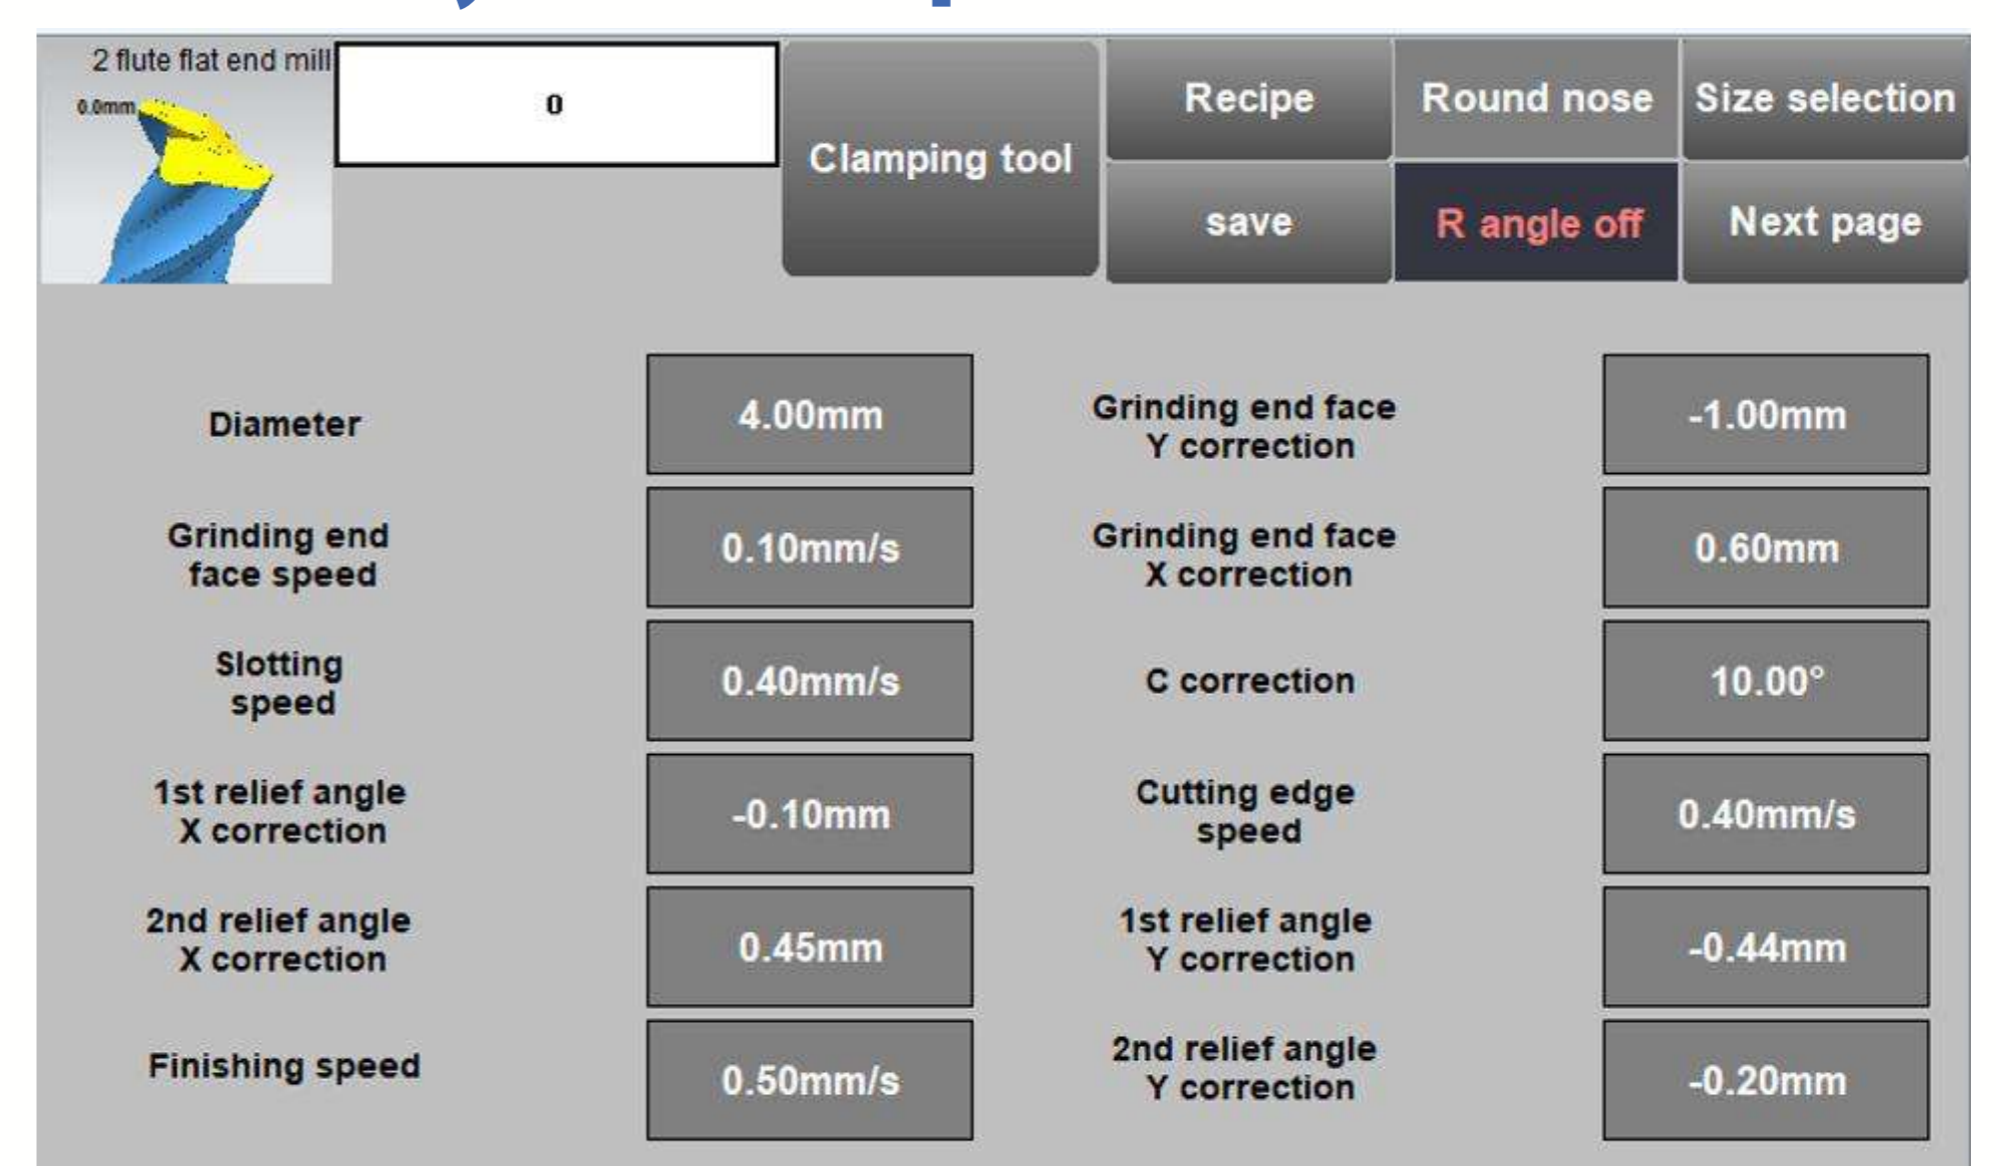 2 flute flat end mill
0.0mm
0
Clamping tool
Recipe
Round nose
Size selection
save
R angle off
Next page
Diameter
4.00mm
Grinding end face
Y correction
-1.00mm
Grinding end
face speed
0.10mm/s
Grinding end face
X correction
0.60mm
Slotting
speed
0.40mm/s
C correction
10.00°
1st relief angle
X correction
-0.10mm
Cutting edge
speed
0.40mm/s
2nd relief angle
X correction
0.45mm
1st relief angle
Y correction
-0.44mm
Finishing speed
0.50mm/s
2nd relief angle
Y correction
-0.20mm